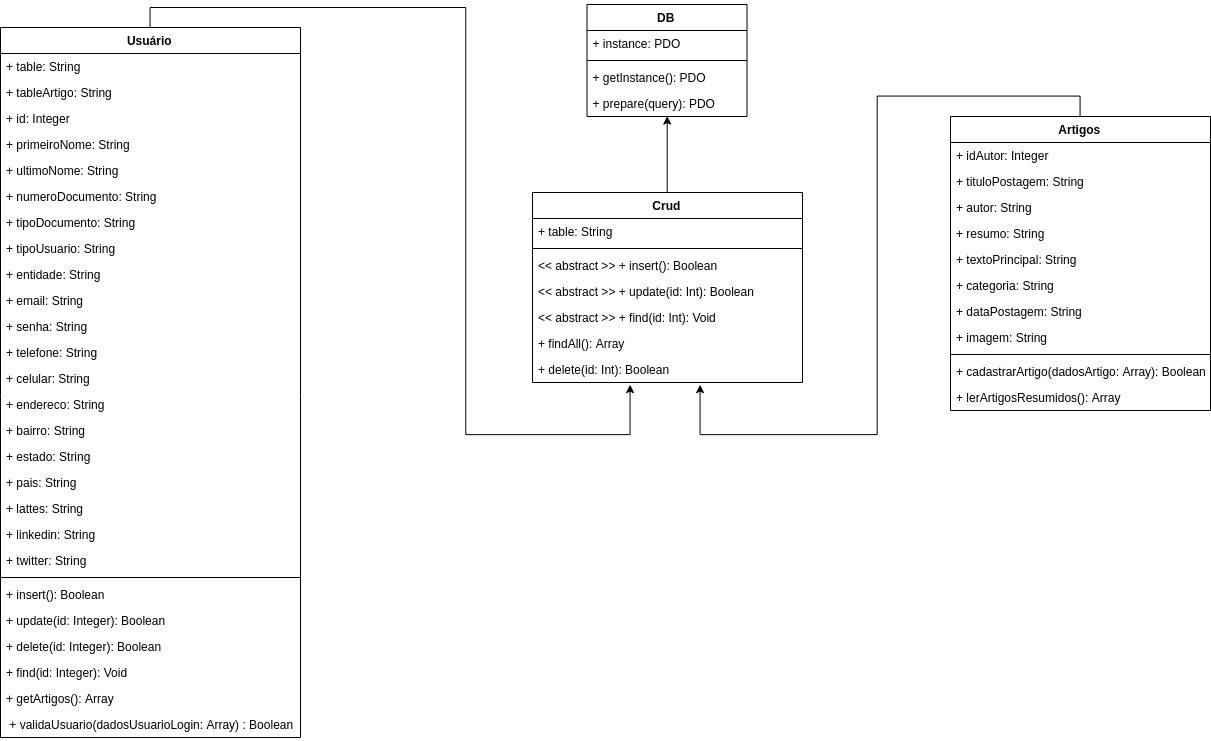 Usuário
+ table: String
+ tableArtigo: String
+ id: Integer
+ primeiroNome: String
+ ultimoNome: String
+ numeroDocumento: String
+ tipoDocumento: String
+ tipoUsuario: String
+ entidade: String
+ email: String
+ senha: String
+ telefone: String
+ celular: String
+ endereco: String
+ bairro: String
+ estado: String
+ pais: String
+ lattes: String
+ linkedin: String
+ twitter: String
+ insert(): Boolean
+ update(id: Integer): Boolean
+ delete(id: Integer): Boolean
+ find(id: Integer): Void
+ getArtigos(): Array
+ validaUsuario(dadosUsuarioLogin: Array) : Boolean
DB
+ instance: PDO
+ getInstance(): PDO
+ prepare(query): PDO
Crud
+ table: String
<< abstract >> + insert(): Boolean
<< abstract >> + update(id: Int): Boolean
<< abstract >> + find(id: Int): Void
+ findAll(): Array
+ delete(id: Int): Boolean
Artigos
+ idAutor: Integer
+ tituloPostagem: String
+ autor: String
+ resumo: String
+ textoPrincipal: String
+ categoria: String
+ dataPostagem: String
+ imagem: String
+ cadastrarArtigo(dadosArtigo: Array): Boolean
+ lerArtigosResumidos(): Array